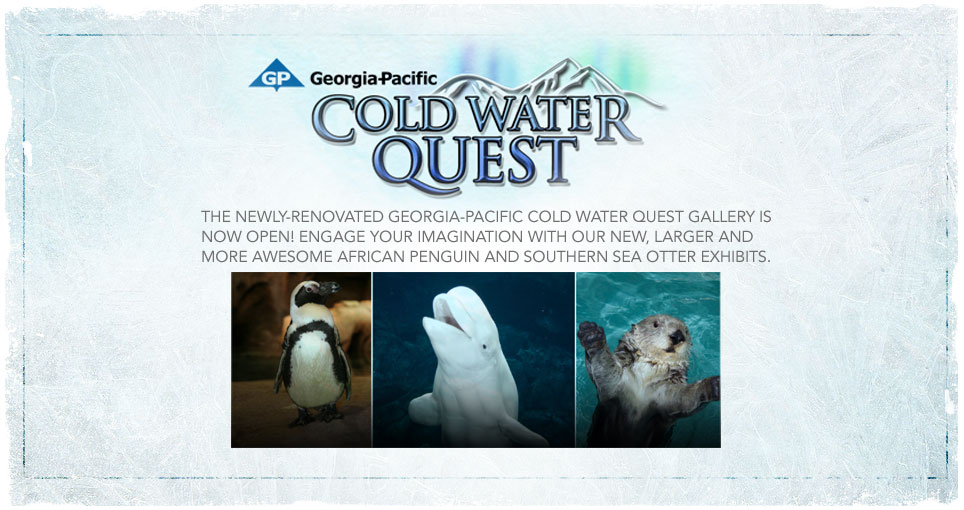 GP Georgia-Pacific
COLD WATER
QUEST
THE NEWLY-RENOVATED GEORGIA-PACIFIC COLD WATER QUEST GALLERY IS
NOW OPEN! ENGAGE YOUR IMAGINATION WITH OUR NEW, LARGER AND
MORE AWESOME AFRICAN PENGUIN AND SOUTHERN SEA OTTER EXHIBITS.